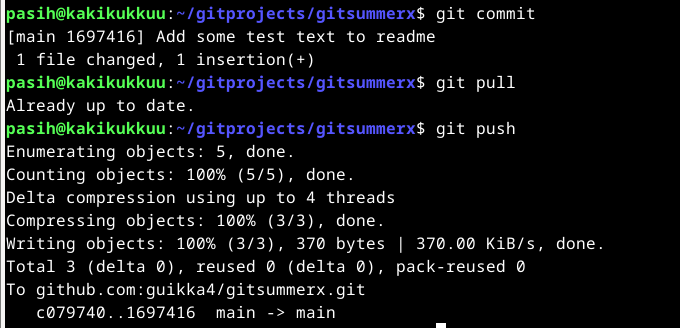 pasih@kakikukkuu:~/gitprojects/gitsummerx$ git commit
[main 1697416] Add some test text to readme
 1 file changed, 1 insertion(+)
pasih@kakikukkuu:~/gitprojects/gitsummerx$ git pull
Already up to date.
pasih@kakikukkuu:~/gitprojects/gitsummerx$ git push
Enumerating objects: 5, done.
Counting objects: 100% (5/5), done.
Delta compression using up to 4 threads
Compressing objects: 100% (3/3), done.
Writing objects: 100% (3/3), 370 bytes | 370.00 KiB/s, done.
Total 3 (delta 0), reused 0 (delta 0), pack-reused 0
To github.com:guikka4/gitsummerx.git
   c079740..1697416  main -> main